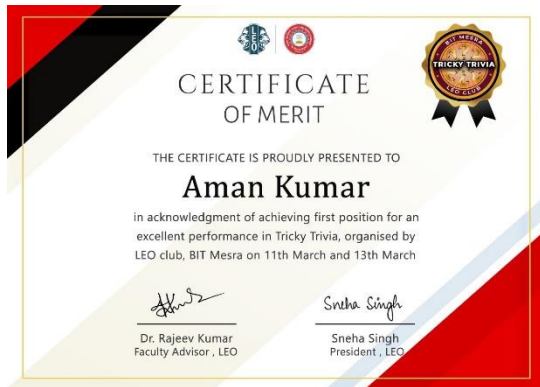 LEO
BIT MESRA
TRICKY TRIVIA
LEO CLUB
CERTIFICATE
OF MERIT
THE CERTIFICATE IS PROUDLY PRESENTED TO
Aman Kumar
in acknowledgment of achieving first position for an
excellent performance in Tricky Trivia, organised by
LEO club, BIT Mesra on 11th March and 13th March
Sneha Singh
Dr. Rajeev Kumar
Faculty Advisor , LEO
Sneha Singh
President , LEO